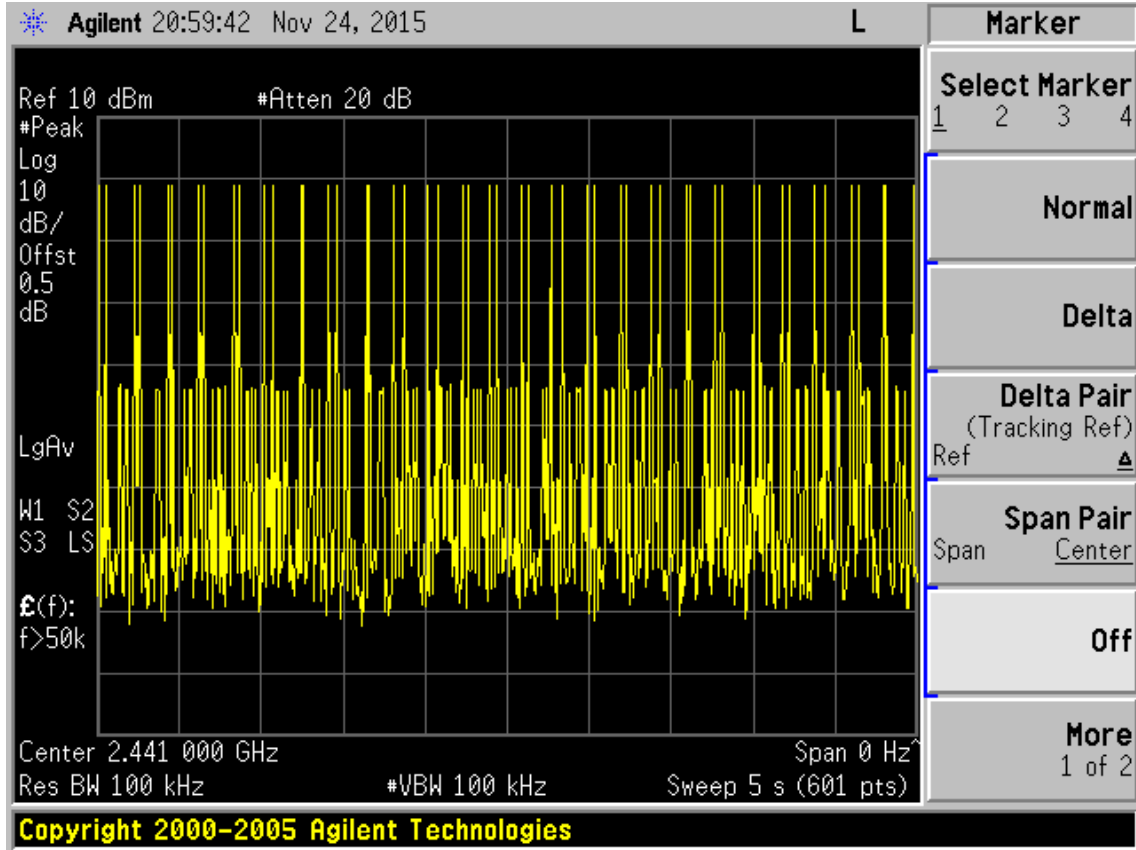 Agilent 20:59:42 Nov 24, 2015 L
Ref 10 dBm #Atten 20 dB
#Peak
Log
10
dB/
Offst
0.5
dB
LgAv
W1 S2
S3 LS
£(f):
f>50k
Center 2.441 000 GHz Span 0 Hz^
Res BW 100 kHz #VBW 100 kHz Sweep 5 s (601 pts)
Copyright 2000-2005 Agilent Technologies
Marker
Select Marker
1 2 3 4
Normal
Delta
Delta Pair
(Tracking Ref)
Ref Δ
Span Pair
Span Center
Off
More
1 of 2